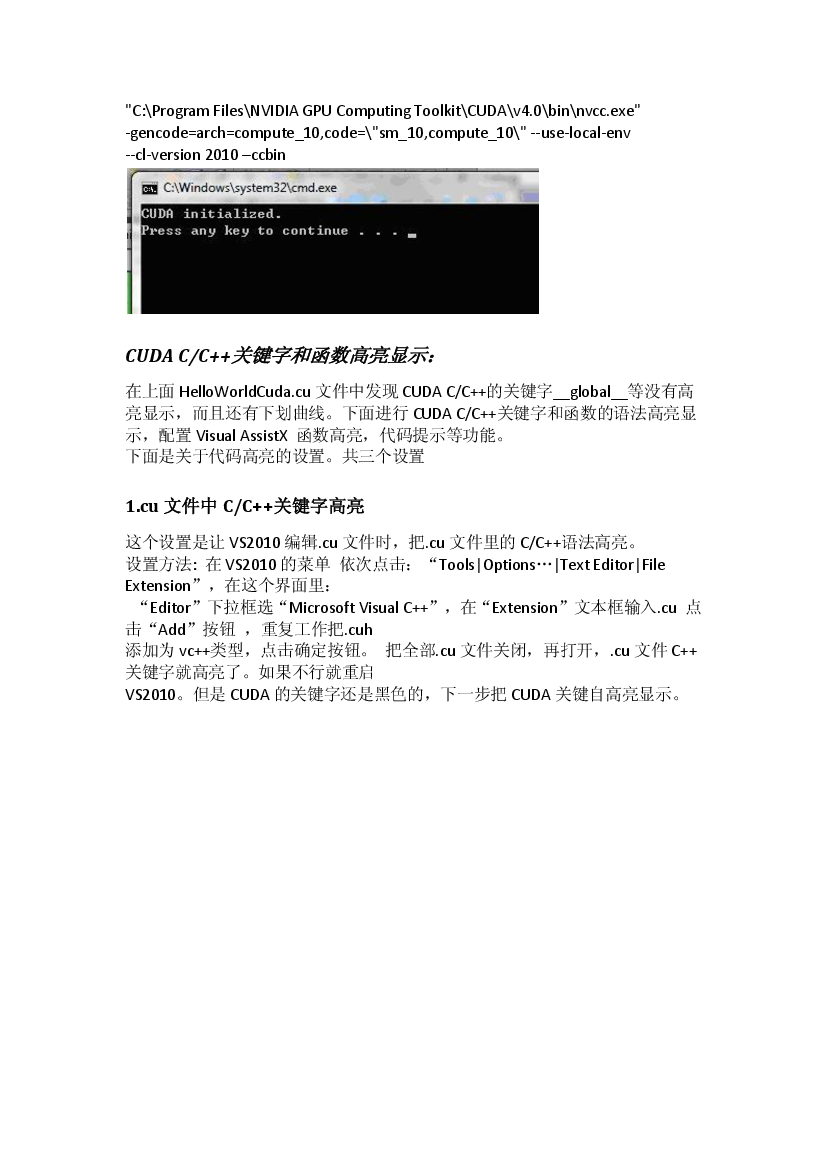 "C:\Program Files\NVIDIA GPU Computing Toolkit\CUDA\v4.0\bin\nvcc.exe"
-gencode=arch=compute_10,code=\"sm_10,compute_10\" --use-local-env
--cl-version 2010 –ccbin
C:\Windows\system32\cmd.exe
CUDA initialized.
Press any key to continue . . . _
CUDA C/C++关键字和函数高亮显示：
在上面 HelloWorldCuda.cu 文件中发现 CUDA C/C++的关键字__global__等没有高
亮显示，而且还有下划曲线。下面进行 CUDA C/C++关键字和函数的语法高亮显
示，配置 Visual AssistX 函数高亮，代码提示等功能。
下面是关于代码高亮的设置。共三个设置
1.cu 文件中 C/C++关键字高亮
这个设置是让 VS2010 编辑.cu 文件时，把.cu 文件里的 C/C++语法高亮。
设置方法：在 VS2010 的菜单 依次点击：“Tools|Options…|Text Editor|File
Extension”，在这个界面里：
“Editor”下拉框选“Microsoft Visual C++”，在“Extension”文本框输入.cu 点
击“Add”按钮 ，重复工作把.cuh
添加为 vc++类型，点击确定按钮。 把全部.cu 文件关闭，再打开，.cu 文件 C++
关键字就高亮了。如果不行就重启
VS2010。但是 CUDA 的关键字还是黑色的，下一步把 CUDA 关键自高亮显示。